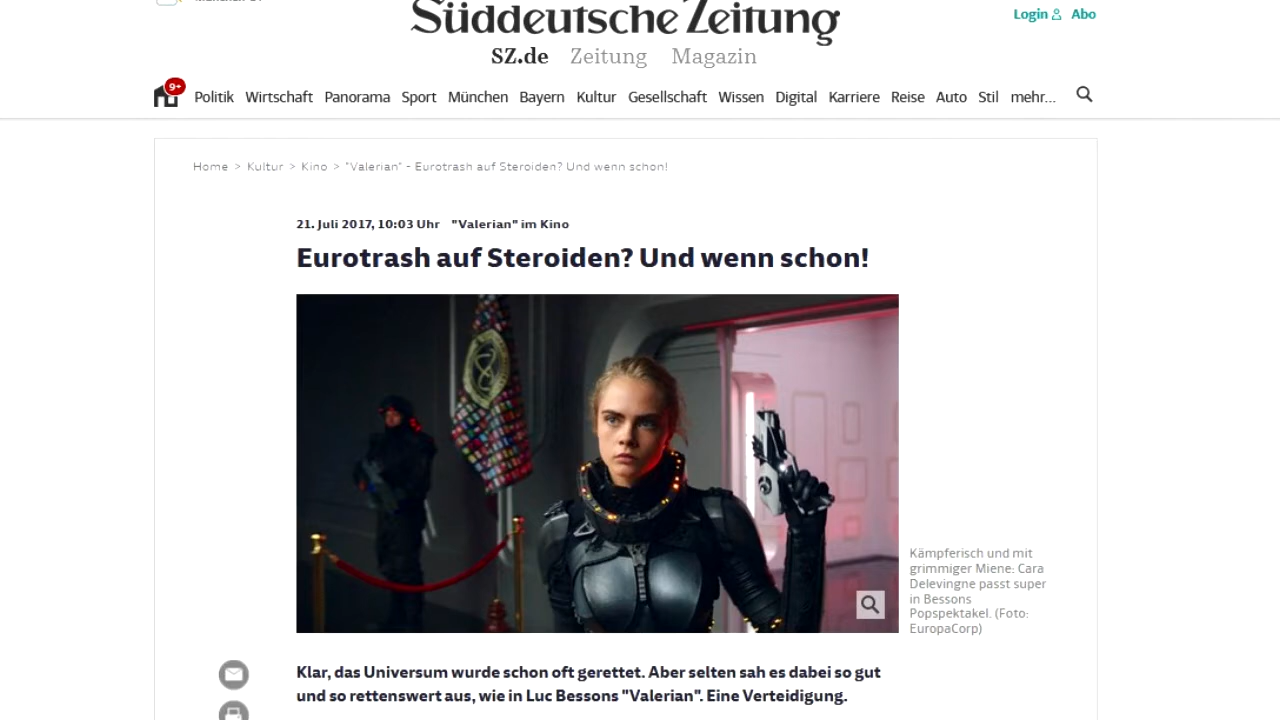 Süddeutsche Zeitung
Login Abo
SZ.de Zeitung Magazin
9+
Politik Wirtschaft Panorama Sport München Bayern Kultur Gesellschaft Wissen Digital Karriere Reise Auto Stil mehr...
Home > Kultur > Kino > "Valerian" - Eurotrash auf Steroiden? Und wenn schon!
21. Juli 2017, 10:03 Uhr "Valerian" im Kino
Eurotrash auf Steroiden? Und wenn schon!
Kämpferisch und mit
grimmiger Miene: Cara
Delevingne passt super
in Bessons
Popspektakel. (Foto:
EuropaCorp)
Klar, das Universum wurde schon oft gerettet. Aber selten sah es dabei so gut
und so rettenswert aus, wie in Luc Bessons "Valerian". Eine Verteidigung.